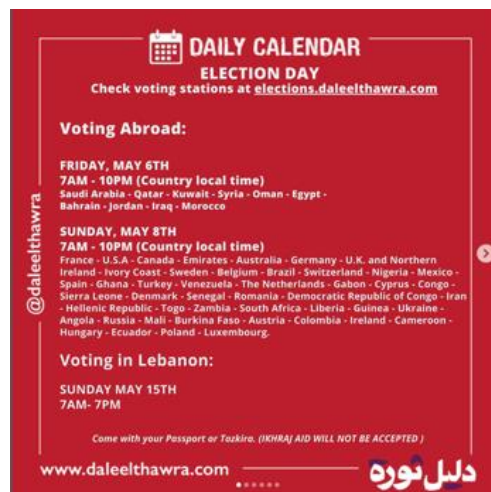 DAILY CALENDAR
ELECTION DAY
Check voting stations at elections.daleelthawra.com
Voting Abroad:
FRIDAY, MAY 6TH
7AM - 10PM (Country local time)
Saudi Arabia - Qatar - Kuwait - Syria - Oman - Egypt -
Bahrain - Jordan - Iraq - Morocco
SUNDAY, MAY 8TH
7AM - 10PM (Country local time)
France - U.S.A - Canada - Emirates - Australia - Germany - U.K. and Northern
Ireland - Ivory Coast - Sweden - Belgium - Brazil - Switzerland - Nigeria - Mexico -
Spain - Ghana - Turkey - Venezuela - The Netherlands - Gabon - Cyprus - Congo -
Sierra Leone - Denmark - Senegal - Romania - Democratic Republic of Congo - Iran
- Hellenic Republic - Togo - Zambia - South Africa - Liberia - Guinea - Ukraine -
Angola - Russia - Mali - Burkina Faso - Austria - Colombia - Ireland - Cameroon -
Hungary - Ecuador - Poland - Luxembourg.
Voting in Lebanon:
SUNDAY MAY 15TH
7AM- 7PM
Come with your Passport or Tazkira. (IKHRAJ AID WILL NOT BE ACCEPTED )
www.daleelthawra.com
دليل ثورة
@daleelthawra